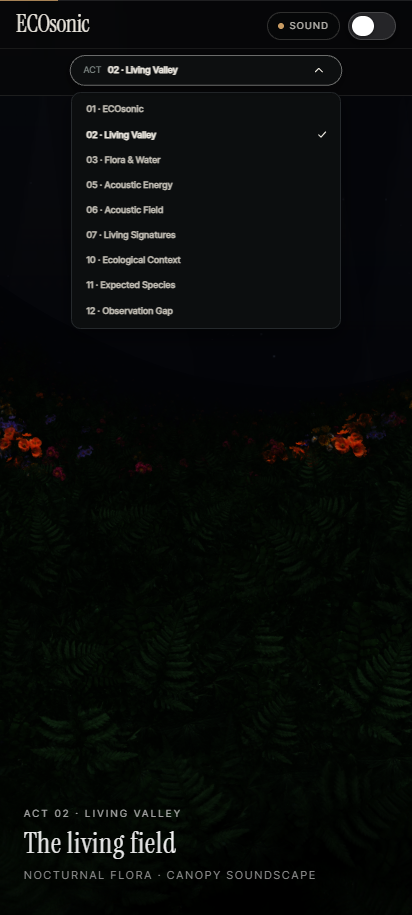 ECOsonic
SOUND
ACT 02 · Living Valley
01 · ECOsonic
02 · Living Valley
03 · Flora & Water
05 · Acoustic Energy
06 · Acoustic Field
07 · Living Signatures
10 · Ecological Context
11 · Expected Species
12 · Observation Gap
ACT 02 · LIVING VALLEY
The living field
NOCTURNAL FLORA · CANOPY SOUNDSCAPE